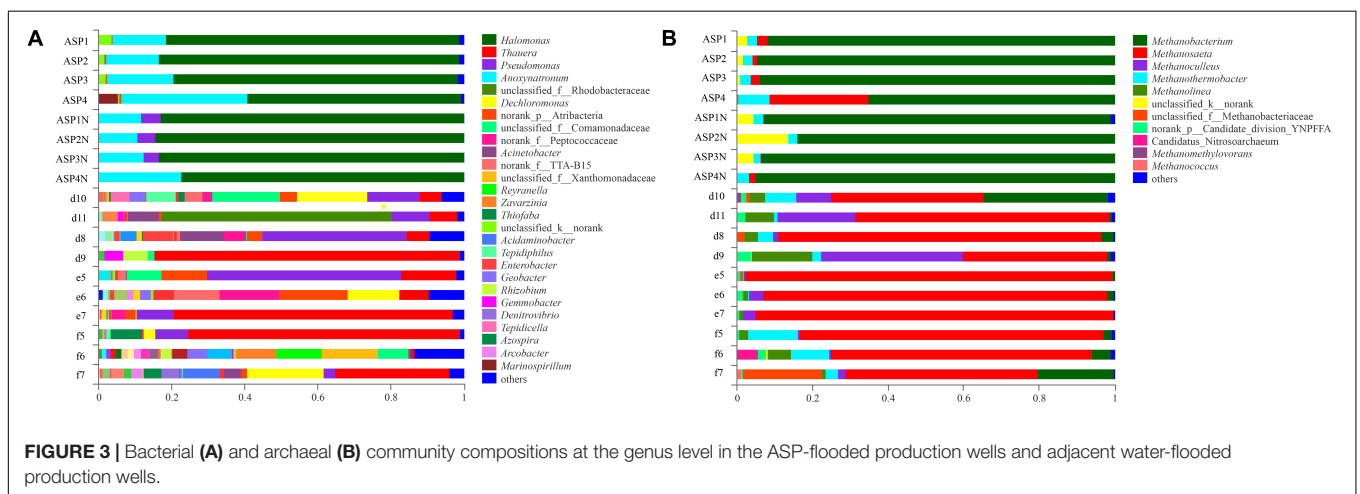 A
ASP1
ASP2
ASP3
ASP4
ASP1N
ASP2N
ASP3N
ASP4N
d10
d11
d8
d9
e5
e6
e7
f5
f6
f7
0
0.2
0.4
0.6
0.8
1
Halomonas
Thauera
Pseudomonas
Anoxynatronum
unclassified_f__Rhodobacteraceae
Dechloromonas
norank_p__Atribacteria
unclassified_f__Comamonadaceae
norank_f__Peptococcaceae
Acinetobacter
norank_f__TTA-B15
unclassified_f__Xanthomonadaceae
Reyranella
Zavarzinia
Thiofaba
unclassified_k__norank
Acidaminobacter
Tepidiphilus
Enterobacter
Geobacter
Rhizobium
Gemmobacter
Denitrovibrio
Tepidicella
Azospira
Arcobacter
Marinospirillum
others
B
ASP1
ASP2
ASP3
ASP4
ASP1N
ASP2N
ASP3N
ASP4N
d10
d11
d8
d9
e5
e6
e7
f5
f6
f7
0
0.2
0.4
0.6
0.8
1
Methanobacterium
Methanosaeta
Methanoculleus
Methanothermobacter
Methanolinea
unclassified_k__norank
unclassified_f__Methanobacteriaceae
norank_p__Candidate_division_YNPFFA
Candidatus_Nitrosoarchaeum
Methanomethylovorans
Methanococcus
others
FIGURE 3 | Bacterial (A) and archaeal (B) community compositions at the genus level in the ASP-flooded production wells and adjacent water-flooded
production wells.